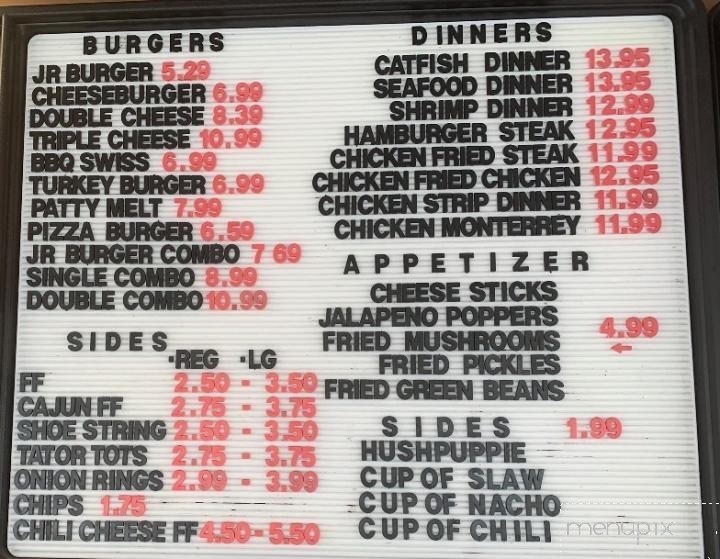 BURGERS
JR BURGER 5.29
CHEESEBURGER 6.99
DOUBLE CHEESE 8.39
TRIPLE CHEESE 10.99
BBQ SWISS 6.99
TURKEY BURGER 6.99
PATTY MELT 7.99
PIZZA BURGER 6.59
JR BURGER COMBO 7 69
SINGLE COMBO 8.99
DOUBLE COMBO 10.99
SIDES
·REG ·LG
FF 2.50 - 3.50
CAJUN FF 2.75 - 3.75
SHOE STRING 2.50 - 3.50
TATOR TOTS 2.75 - 3.75
ONION RINGS 2.99 - 3.99
CHIPS 1.75
CHILI CHEESE FF 4.50 - 5.50
DINNERS
CATFISH DINNER 13.95
SEAFOOD DINNER 13.95
SHRIMP DINNER 12.99
HAMBURGER STEAK 12.95
CHICKEN FRIED STEAK 11.99
CHICKEN FRIED CHICKEN 12.95
CHICKEN STRIP DINNER 11.99
CHICKEN MONTERREY 11.99
APPETIZER
CHEESE STICKS
JALAPENO POPPERS
4.99
FRIED MUSHROOMS ←
FRIED PICKLES
FRIED GREEN BEANS
SIDES 1.99
HUSHPUPPIE
CUP OF SLAW
CUP OF NACHO
CUP OF CHILI
menupix